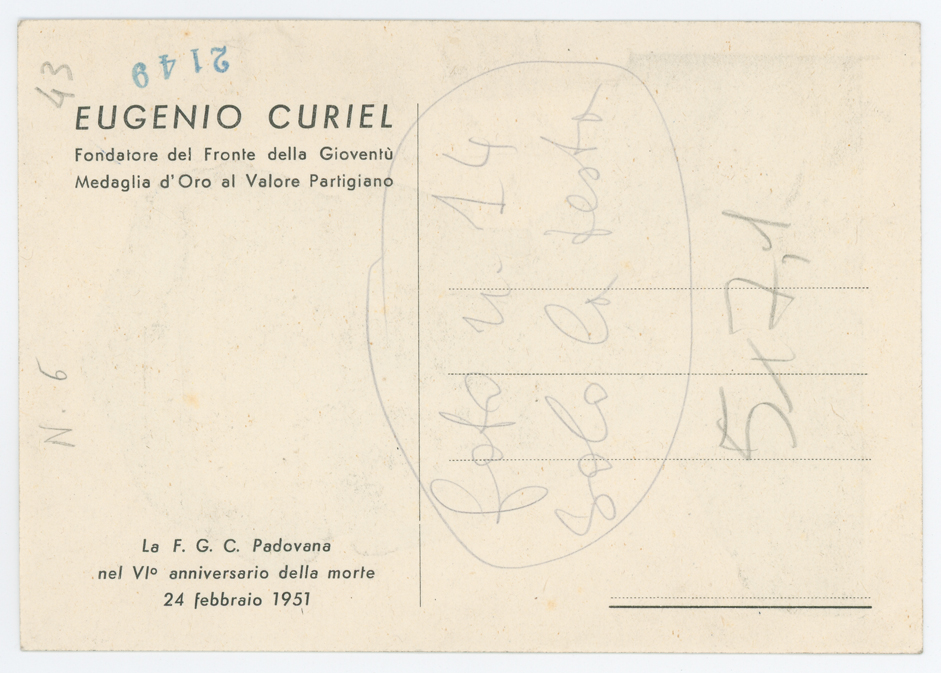 43
2149
EUGENIO CURIEL
Fondatore del Fronte della Gioventù
Medaglia d'Oro al Valore Partigiano
N. 6
La F. G. C. Padovana
nel VIº anniversario della morte
24 febbraio 1951
foto n. 14
solo la testa
5x7,1